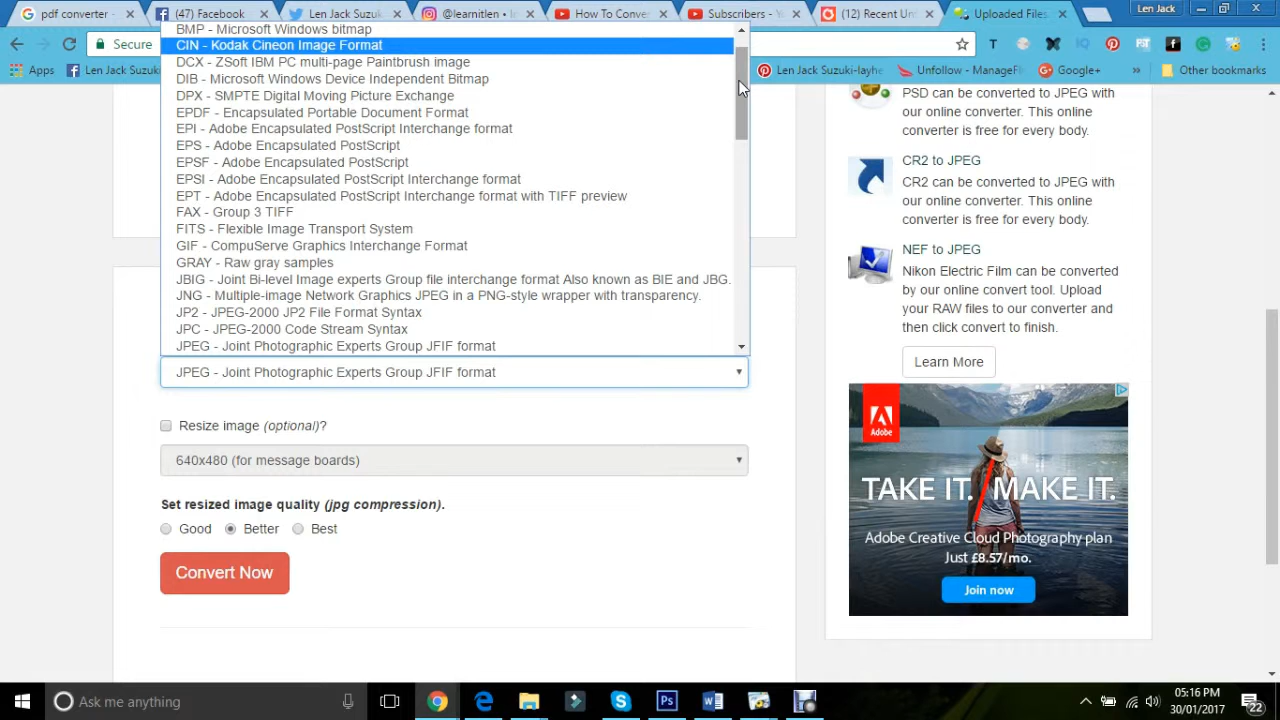 pdf converter
(47) Facebook
Len Jack Suzuki
@learnitlen •
How To Conver
Subscribers - Yo
(12) Recent Un
Uploaded Files
Len Jack
Secure
Apps
Len Jack Suzuki
Len Jack Suzuki-layhe
Unfollow - ManageFli
Google+
»
Other bookmarks
BMP - Microsoft Windows bitmap
CIN - Kodak Cineon Image Format
DCX - ZSoft IBM PC multi-page Paintbrush image
DIB - Microsoft Windows Device Independent Bitmap
DPX - SMPTE Digital Moving Picture Exchange
EPDF - Encapsulated Portable Document Format
EPI - Adobe Encapsulated PostScript Interchange format
EPS - Adobe Encapsulated PostScript
EPSF - Adobe Encapsulated PostScript
EPSI - Adobe Encapsulated PostScript Interchange format
EPT - Adobe Encapsulated PostScript Interchange format with TIFF preview
FAX - Group 3 TIFF
FITS - Flexible Image Transport System
GIF - CompuServe Graphics Interchange Format
GRAY - Raw gray samples
JBIG - Joint Bi-level Image experts Group file interchange format Also known as BIE and JBG.
JNG - Multiple-image Network Graphics JPEG in a PNG-style wrapper with transparency.
JP2 - JPEG-2000 JP2 File Format Syntax
JPC - JPEG-2000 Code Stream Syntax
JPEG - Joint Photographic Experts Group JFIF format
JPEG - Joint Photographic Experts Group JFIF format
Resize image (optional)?
640x480 (for message boards)
Set resized image quality (jpg compression).
Good
Better
Best
Convert Now
PSD can be converted to JPEG with
our online converter. This online
converter is free for every body.
CR2 to JPEG
CR2 can be converted to JPEG with
our online converter. This online
converter is free for every body.
NEF to JPEG
Nikon Electric Film can be converted
by our online convert tool. Upload
your RAW files to our converter and
then click convert to finish.
Learn More
Adobe
TAKE IT. / MAKE IT.
Adobe Creative Cloud Photography plan
Just £8.57/mo.
Join now
Ask me anything
05:16 PM
30/01/2017
22